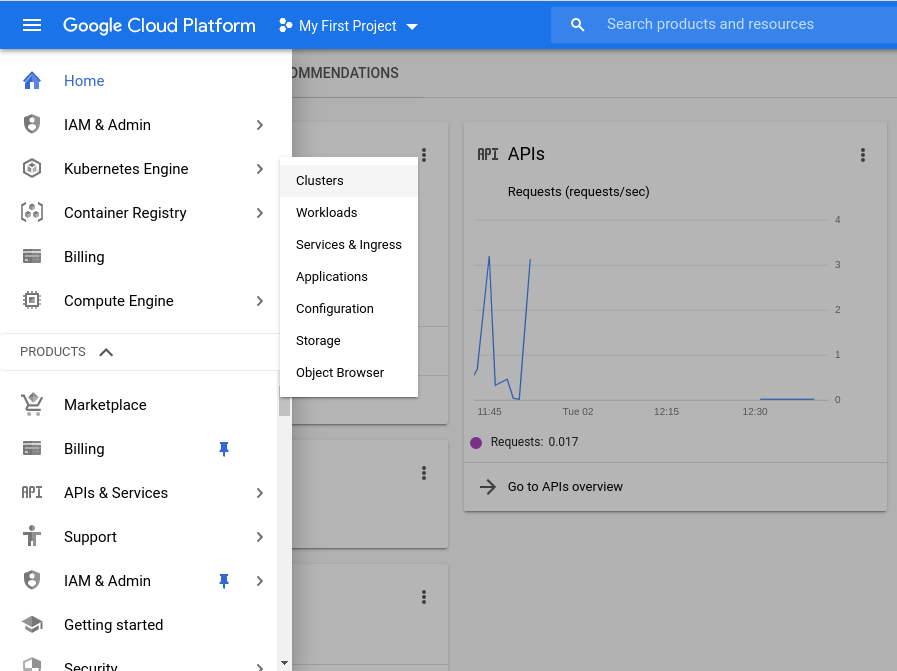 Google Cloud Platform
My First Project
Search products and resources
Home
IAM & Admin
Kubernetes Engine
Container Registry
Billing
Compute Engine
PRODUCTS
Marketplace
Billing
API
APIs & Services
Support
IAM & Admin
Getting started
Security
Clusters
Workloads
Services & Ingress
Applications
Configuration
Storage
Object Browser
OMMENDATIONS
API APIs
Requests (requests/sec)
4
3
2
1
0
11:45 Tue 02 12:15 12:30
Requests: 0.017
Go to APIs overview